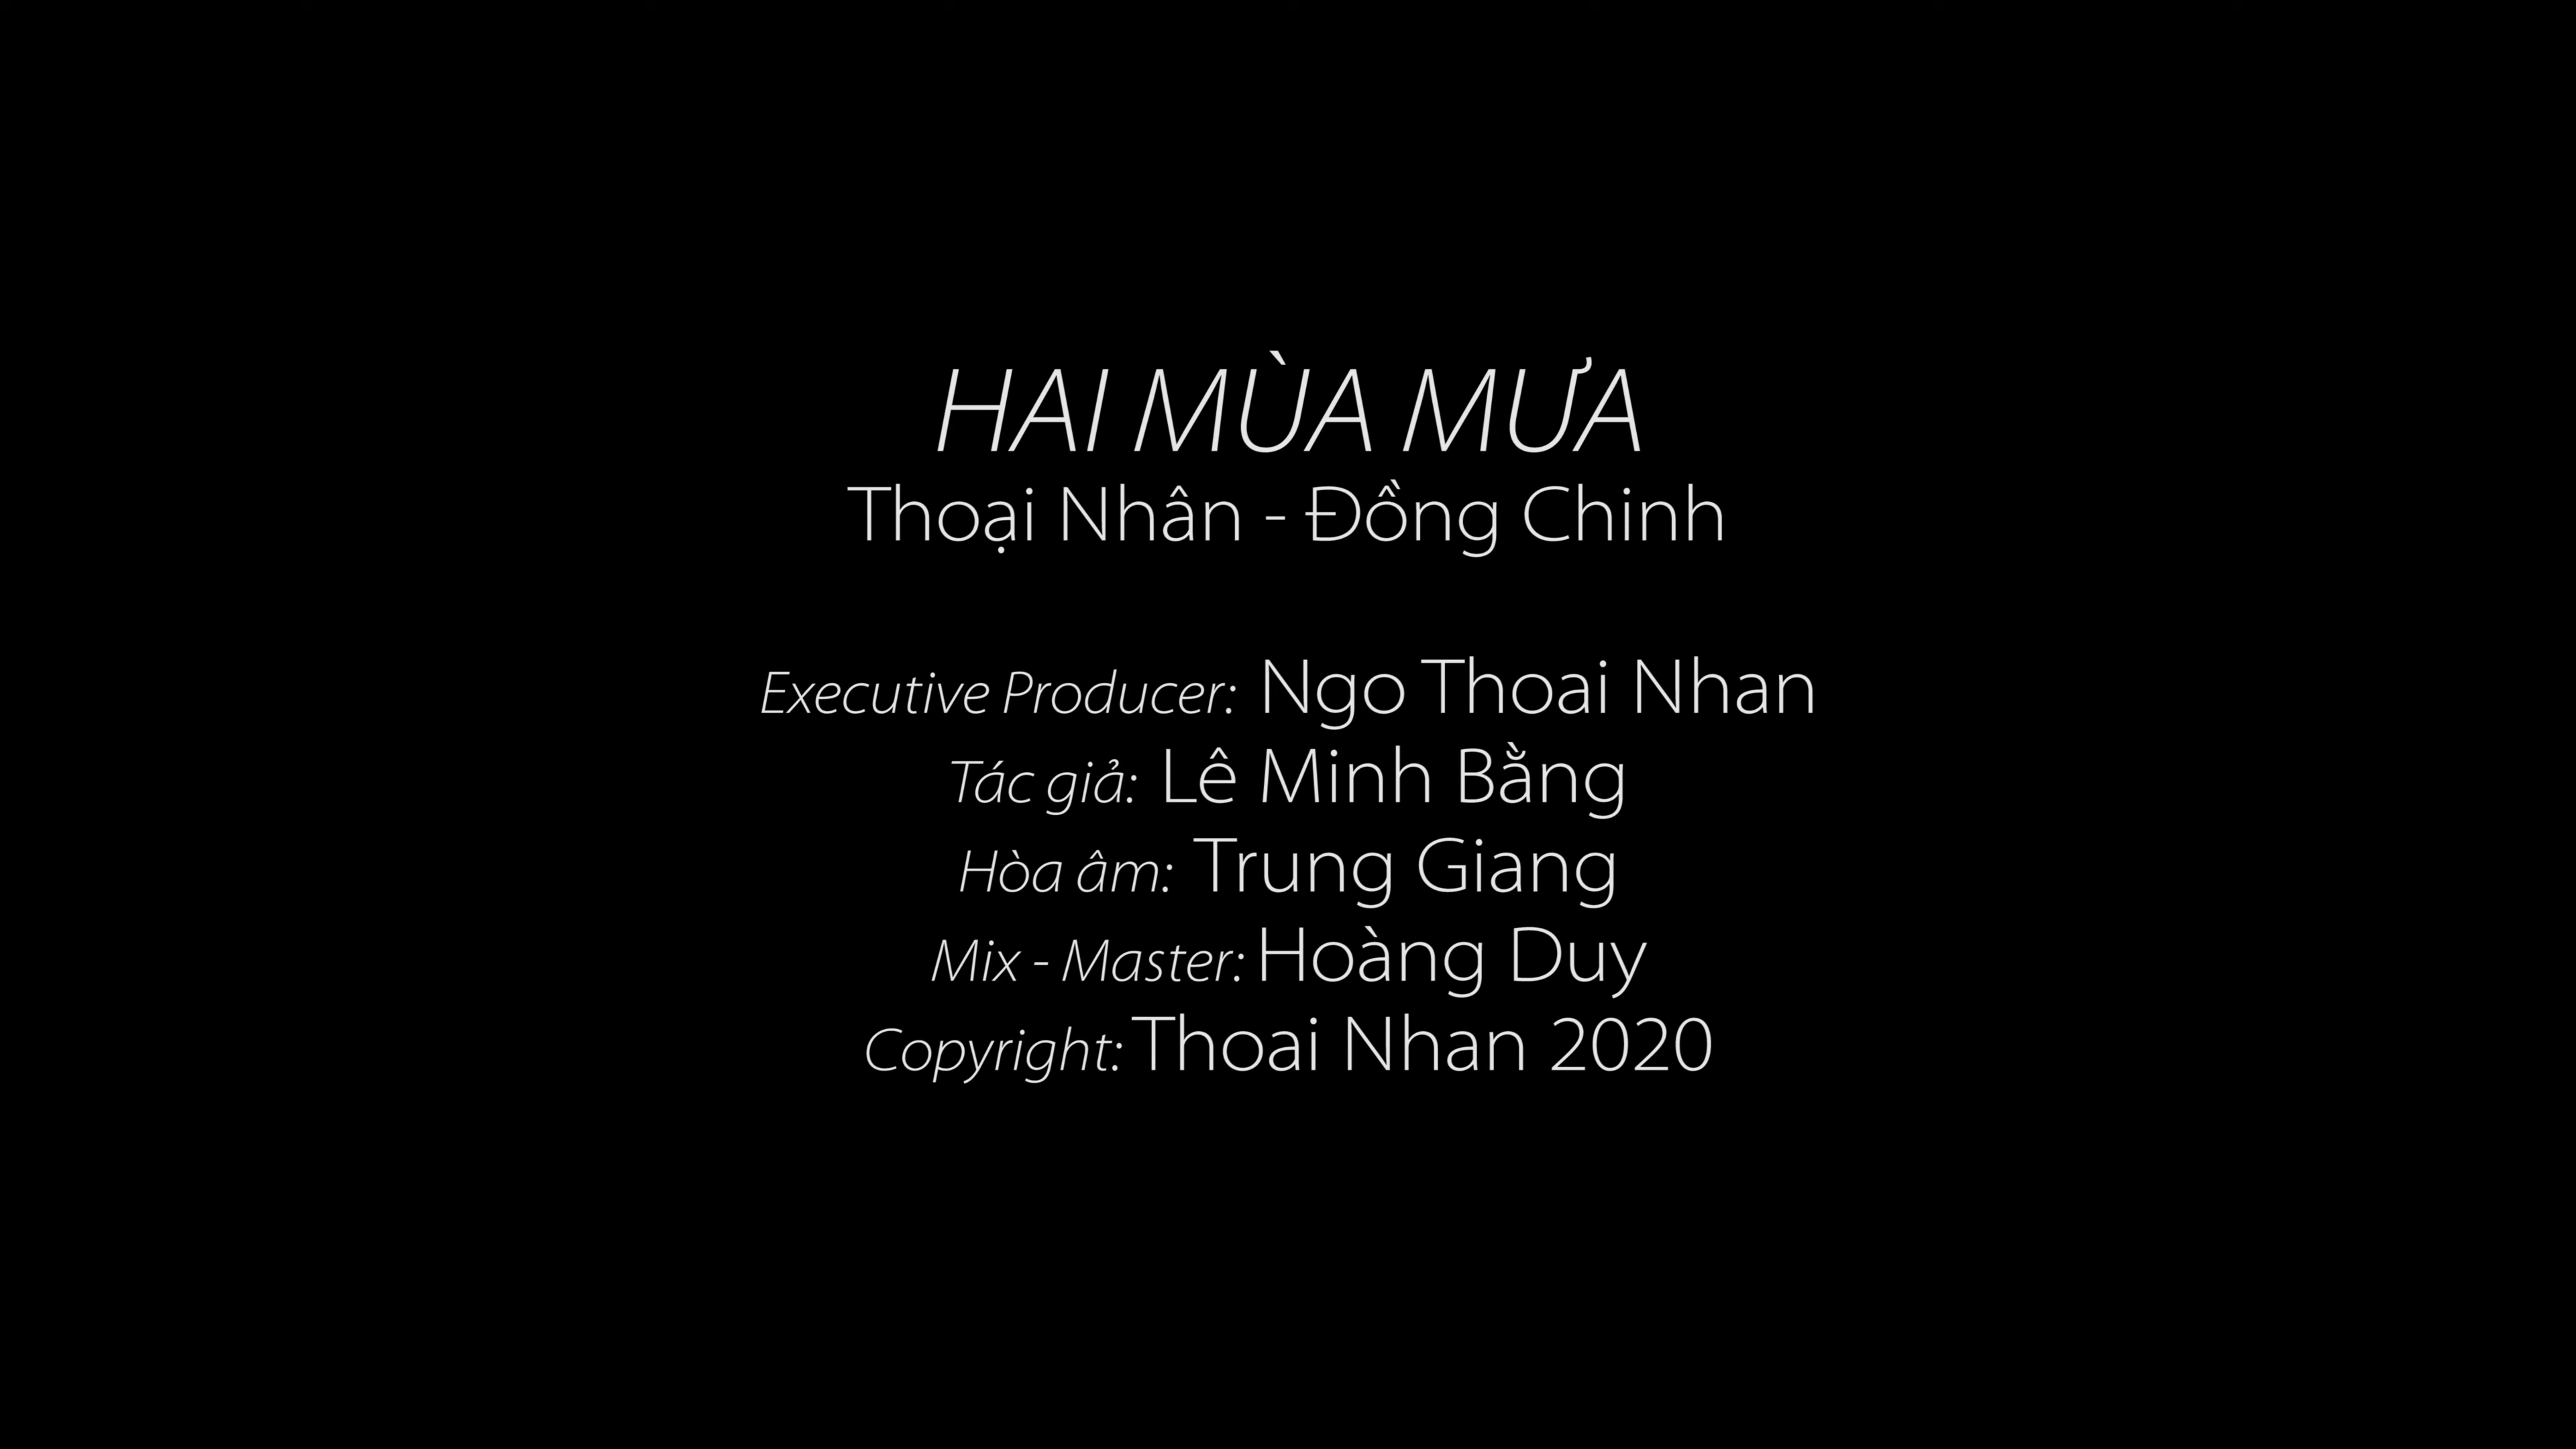 HAI MÙA MƯA
Thoại Nhân - Đồng Chinh
Executive Producer: Ngo Thoai Nhan
Tác giả: Lê Minh Bằng
Hòa âm: Trung Giang
Mix - Master: Hoàng Duy
Copyright: Thoai Nhan 2020